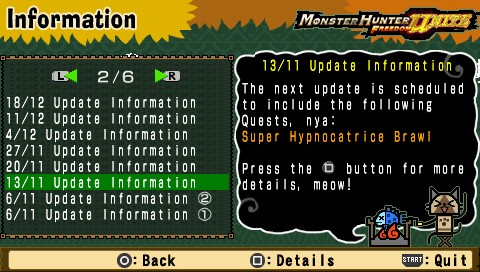 Information
MONSTER HUNTER
FREEDOM UNITE
L 2/6 R
18/12 Update Information
11/12 Update Information
4/12 Update Information
27/11 Update Information
20/11 Update Information
13/11 Update Information
6/11 Update Information ②
6/11 Update Information ①
13/11 Update Information
The next update is scheduled
to include the following
Quests, nya:
Super Hypnocatrice Brawl
Press the □ button for more
details, meow!
○: Back
□: Details
START: Quit